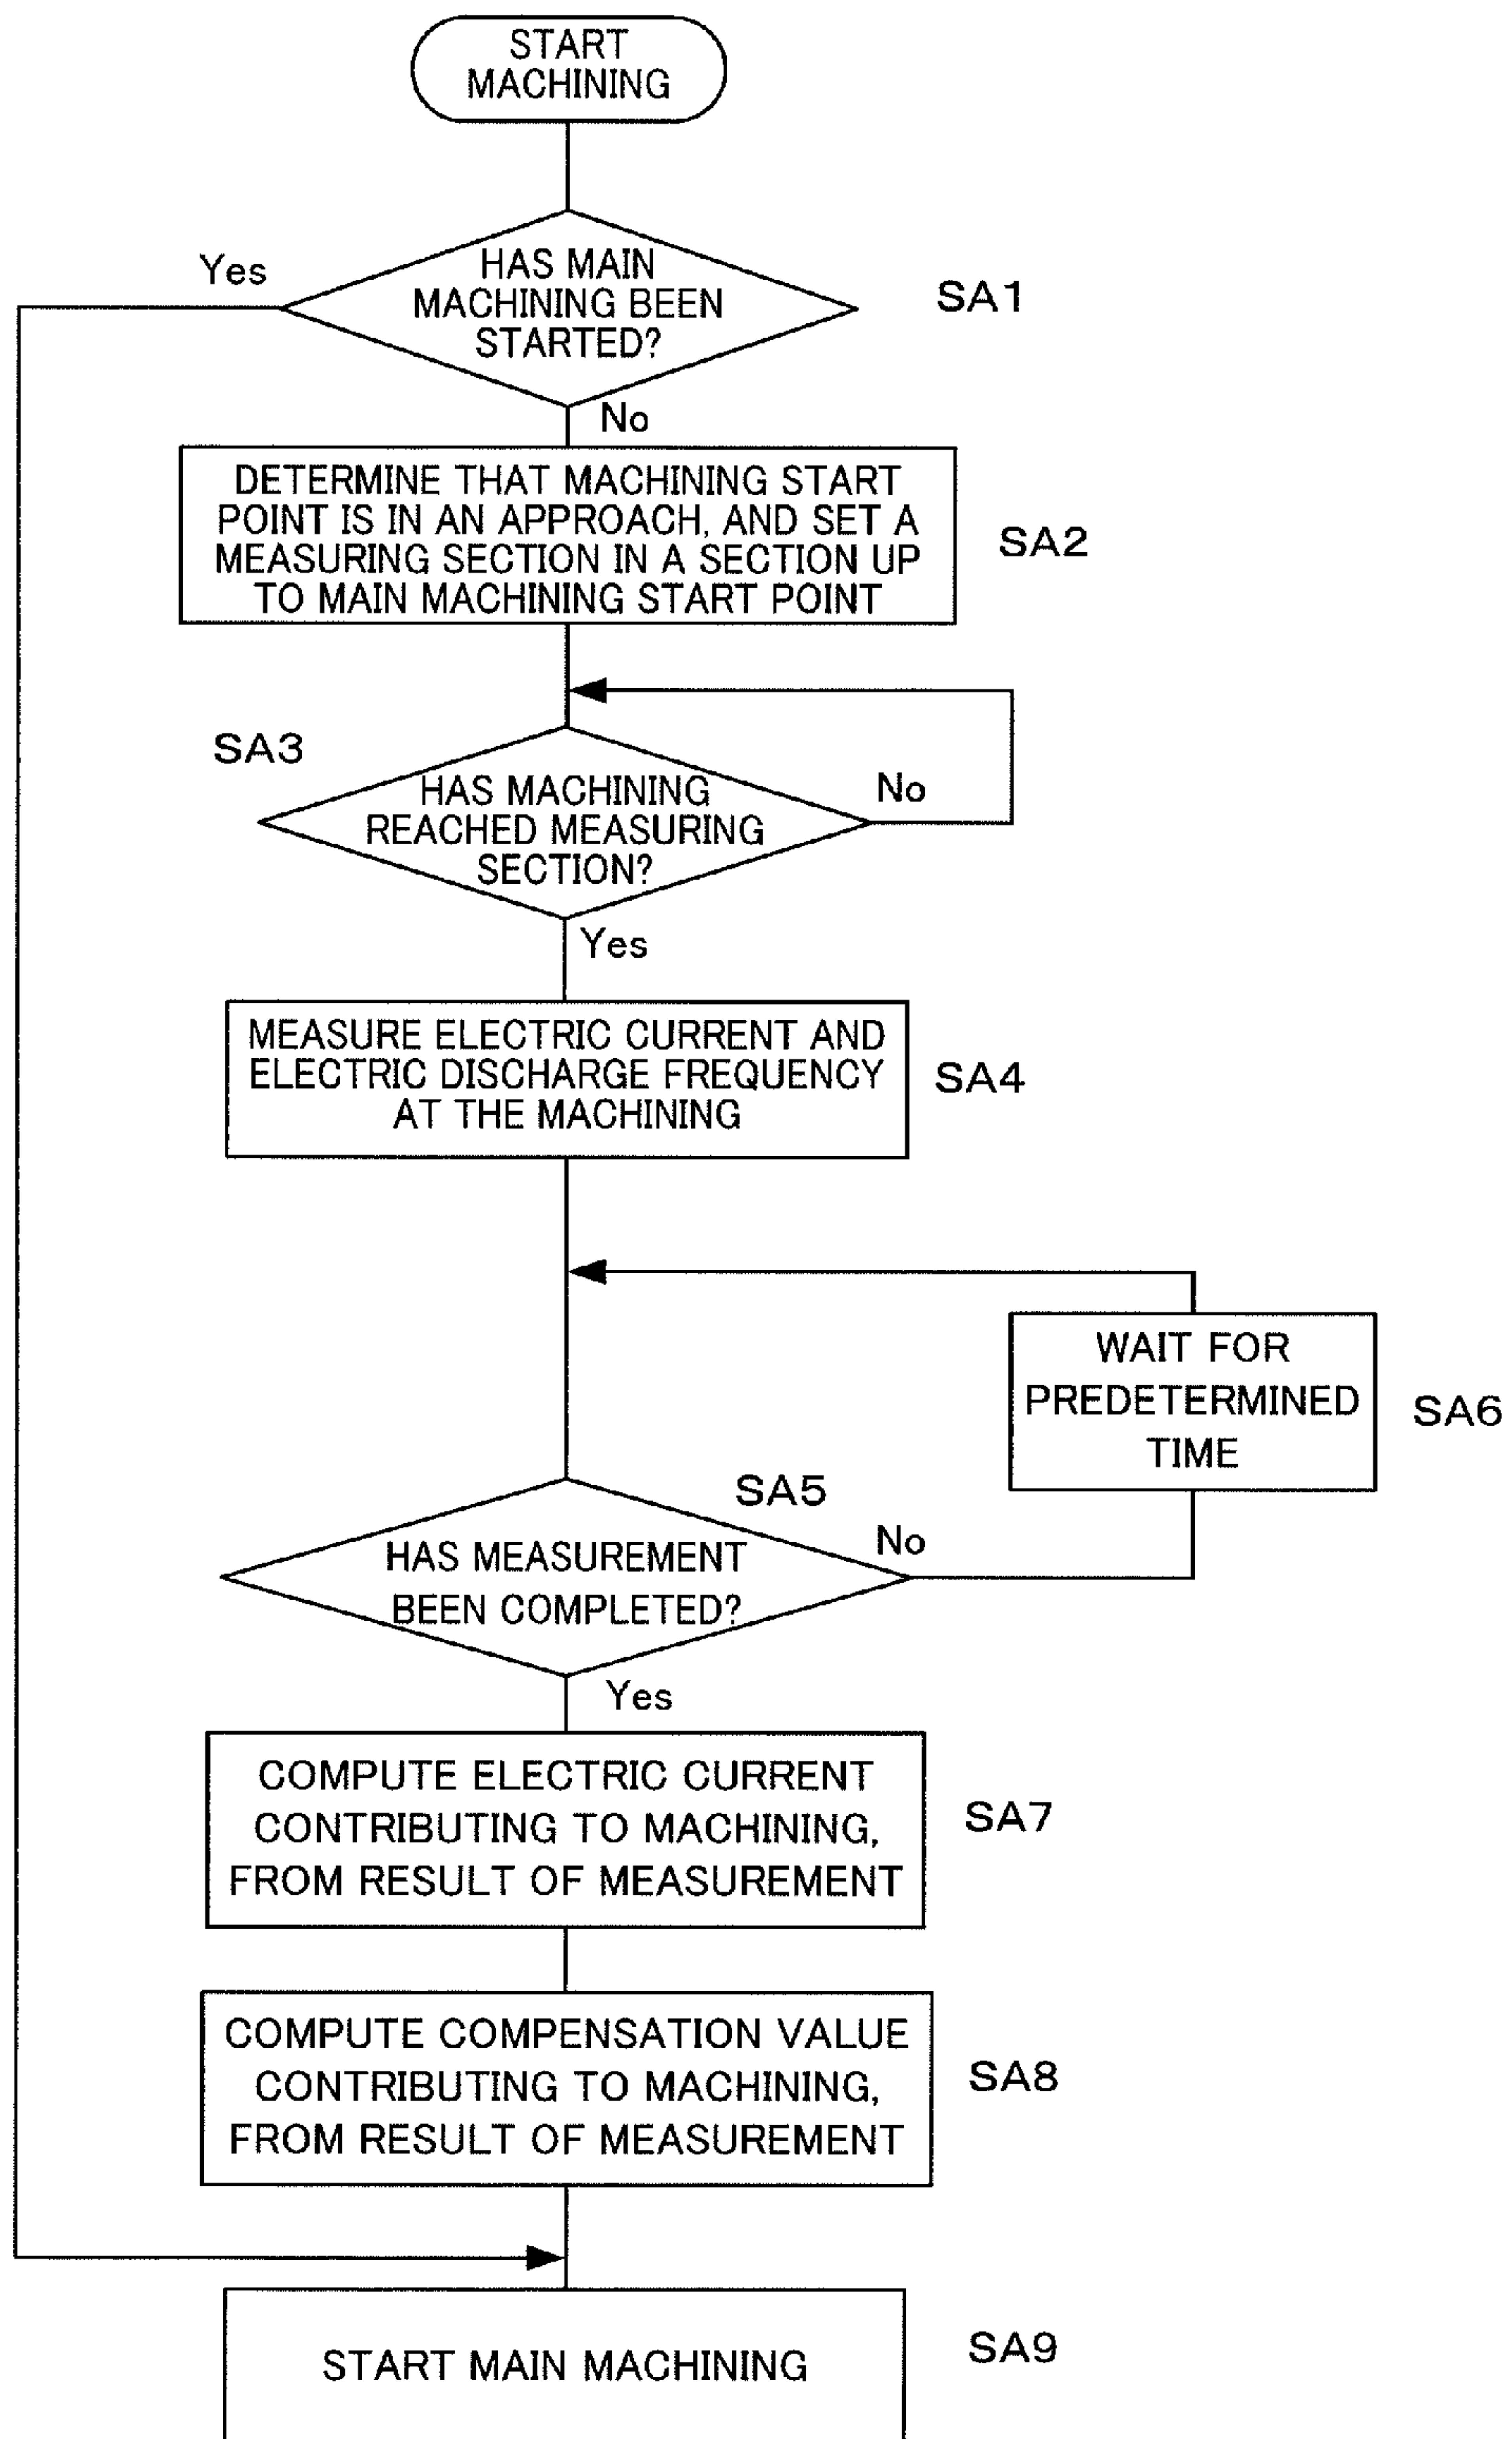 START
MACHINING
Yes
HAS MAIN
MACHINING BEEN
STARTED?
SA1
No
DETERMINE THAT MACHINING START
POINT IS IN AN APPROACH, AND SET A
MEASURING SECTION IN A SECTION UP
TO MAIN MACHINING START POINT
SA2
SA3
HAS MACHINING
REACHED MEASURING
SECTION?
No
Yes
MEASURE ELECTRIC CURRENT AND
ELECTRIC DISCHARGE FREQUENCY
AT THE MACHINING
SA4
WAIT FOR
PREDETERMINED
TIME
SA6
SA5
HAS MEASUREMENT
BEEN COMPLETED?
No
Yes
COMPUTE ELECTRIC CURRENT
CONTRIBUTING TO MACHINING,
FROM RESULT OF MEASUREMENT
SA7
COMPUTE COMPENSATION VALUE
CONTRIBUTING TO MACHINING,
FROM RESULT OF MEASUREMENT
SA8
START MAIN MACHINING
SA9